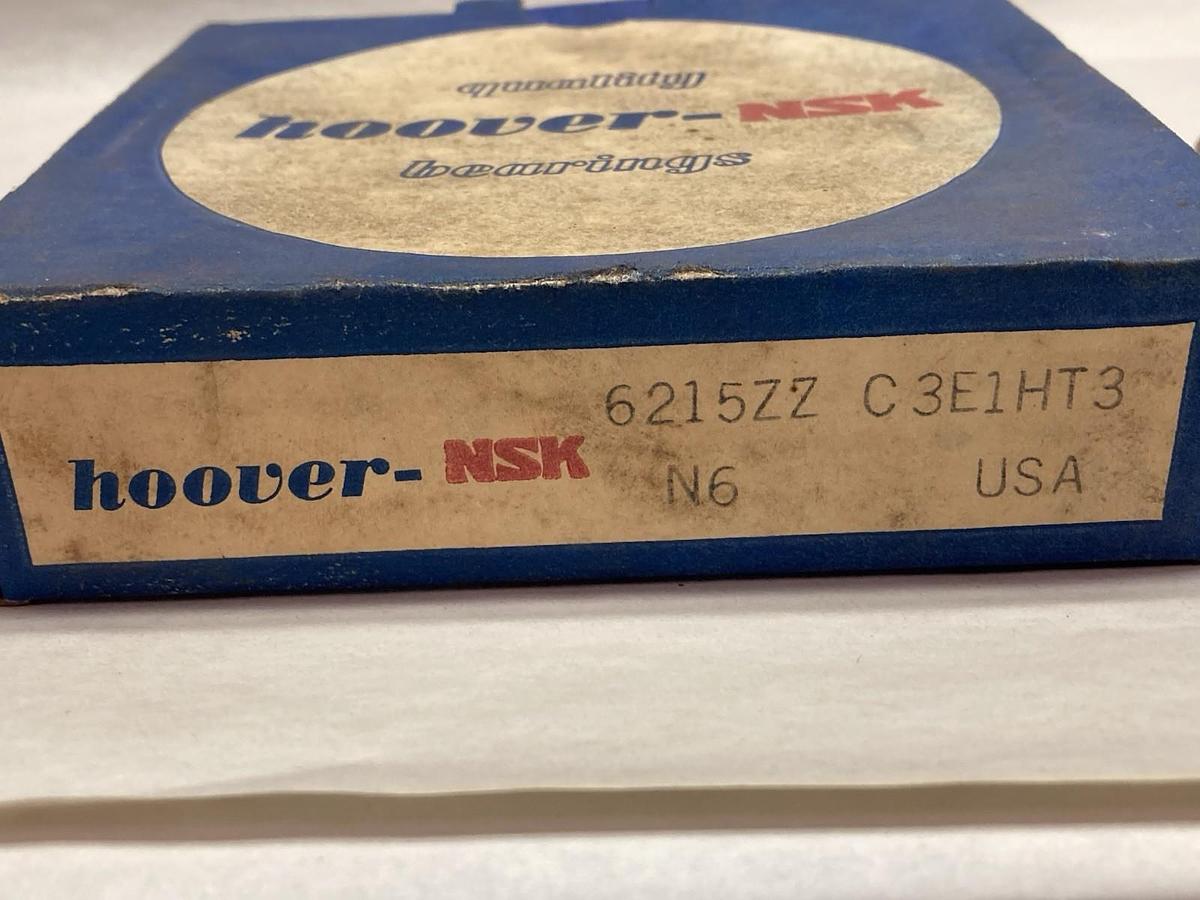 quality
hoover-NSK
bearings
6215ZZ C3E1HT3
hoover-NSK N6 USA